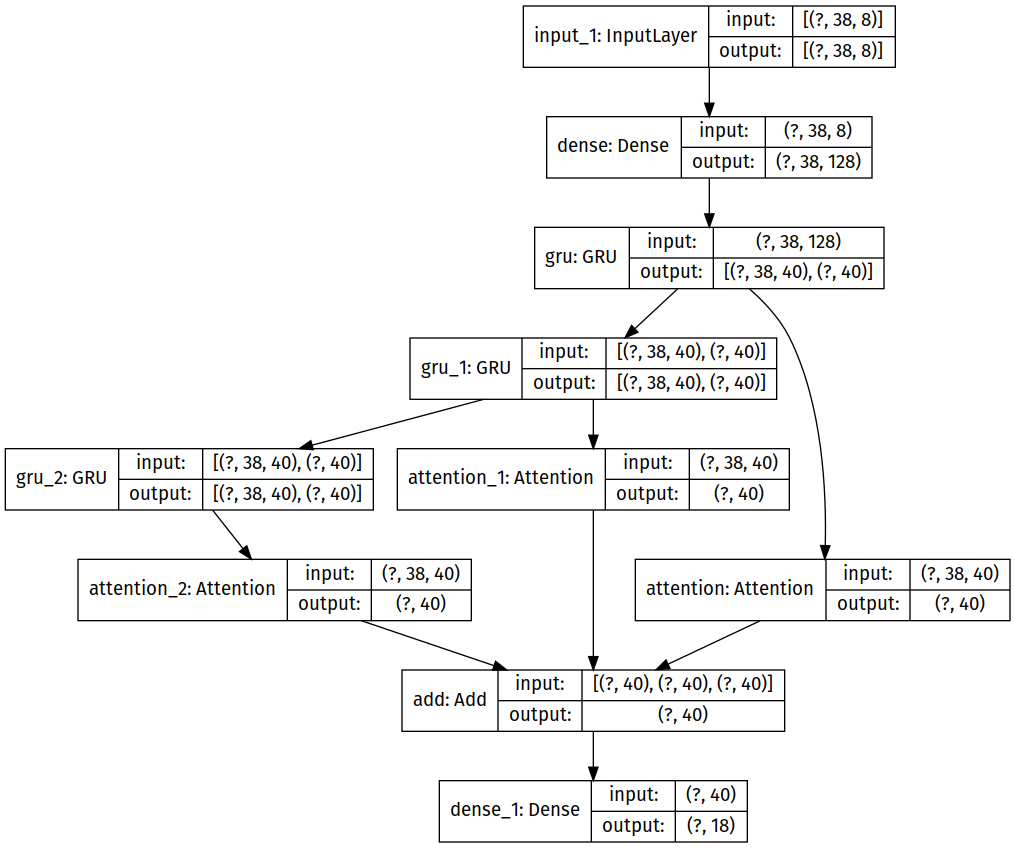 input_1: InputLayer
input: [(?, 38, 8)]
output: [(?, 38, 8)]
dense: Dense
input: (?, 38, 8)
output: (?, 38, 128)
gru: GRU
input: (?, 38, 128)
output: [(?, 38, 40), (?, 40)]
gru_1: GRU
input: [(?, 38, 40), (?, 40)]
output: [(?, 38, 40), (?, 40)]
gru_2: GRU
input: [(?, 38, 40), (?, 40)]
output: [(?, 38, 40), (?, 40)]
attention_1: Attention
input: (?, 38, 40)
output: (?, 40)
attention_2: Attention
input: (?, 38, 40)
output: (?, 40)
attention: Attention
input: (?, 38, 40)
output: (?, 40)
add: Add
input: [(?, 40), (?, 40), (?, 40)]
output: (?, 40)
dense_1: Dense
input: (?, 40)
output: (?, 18)